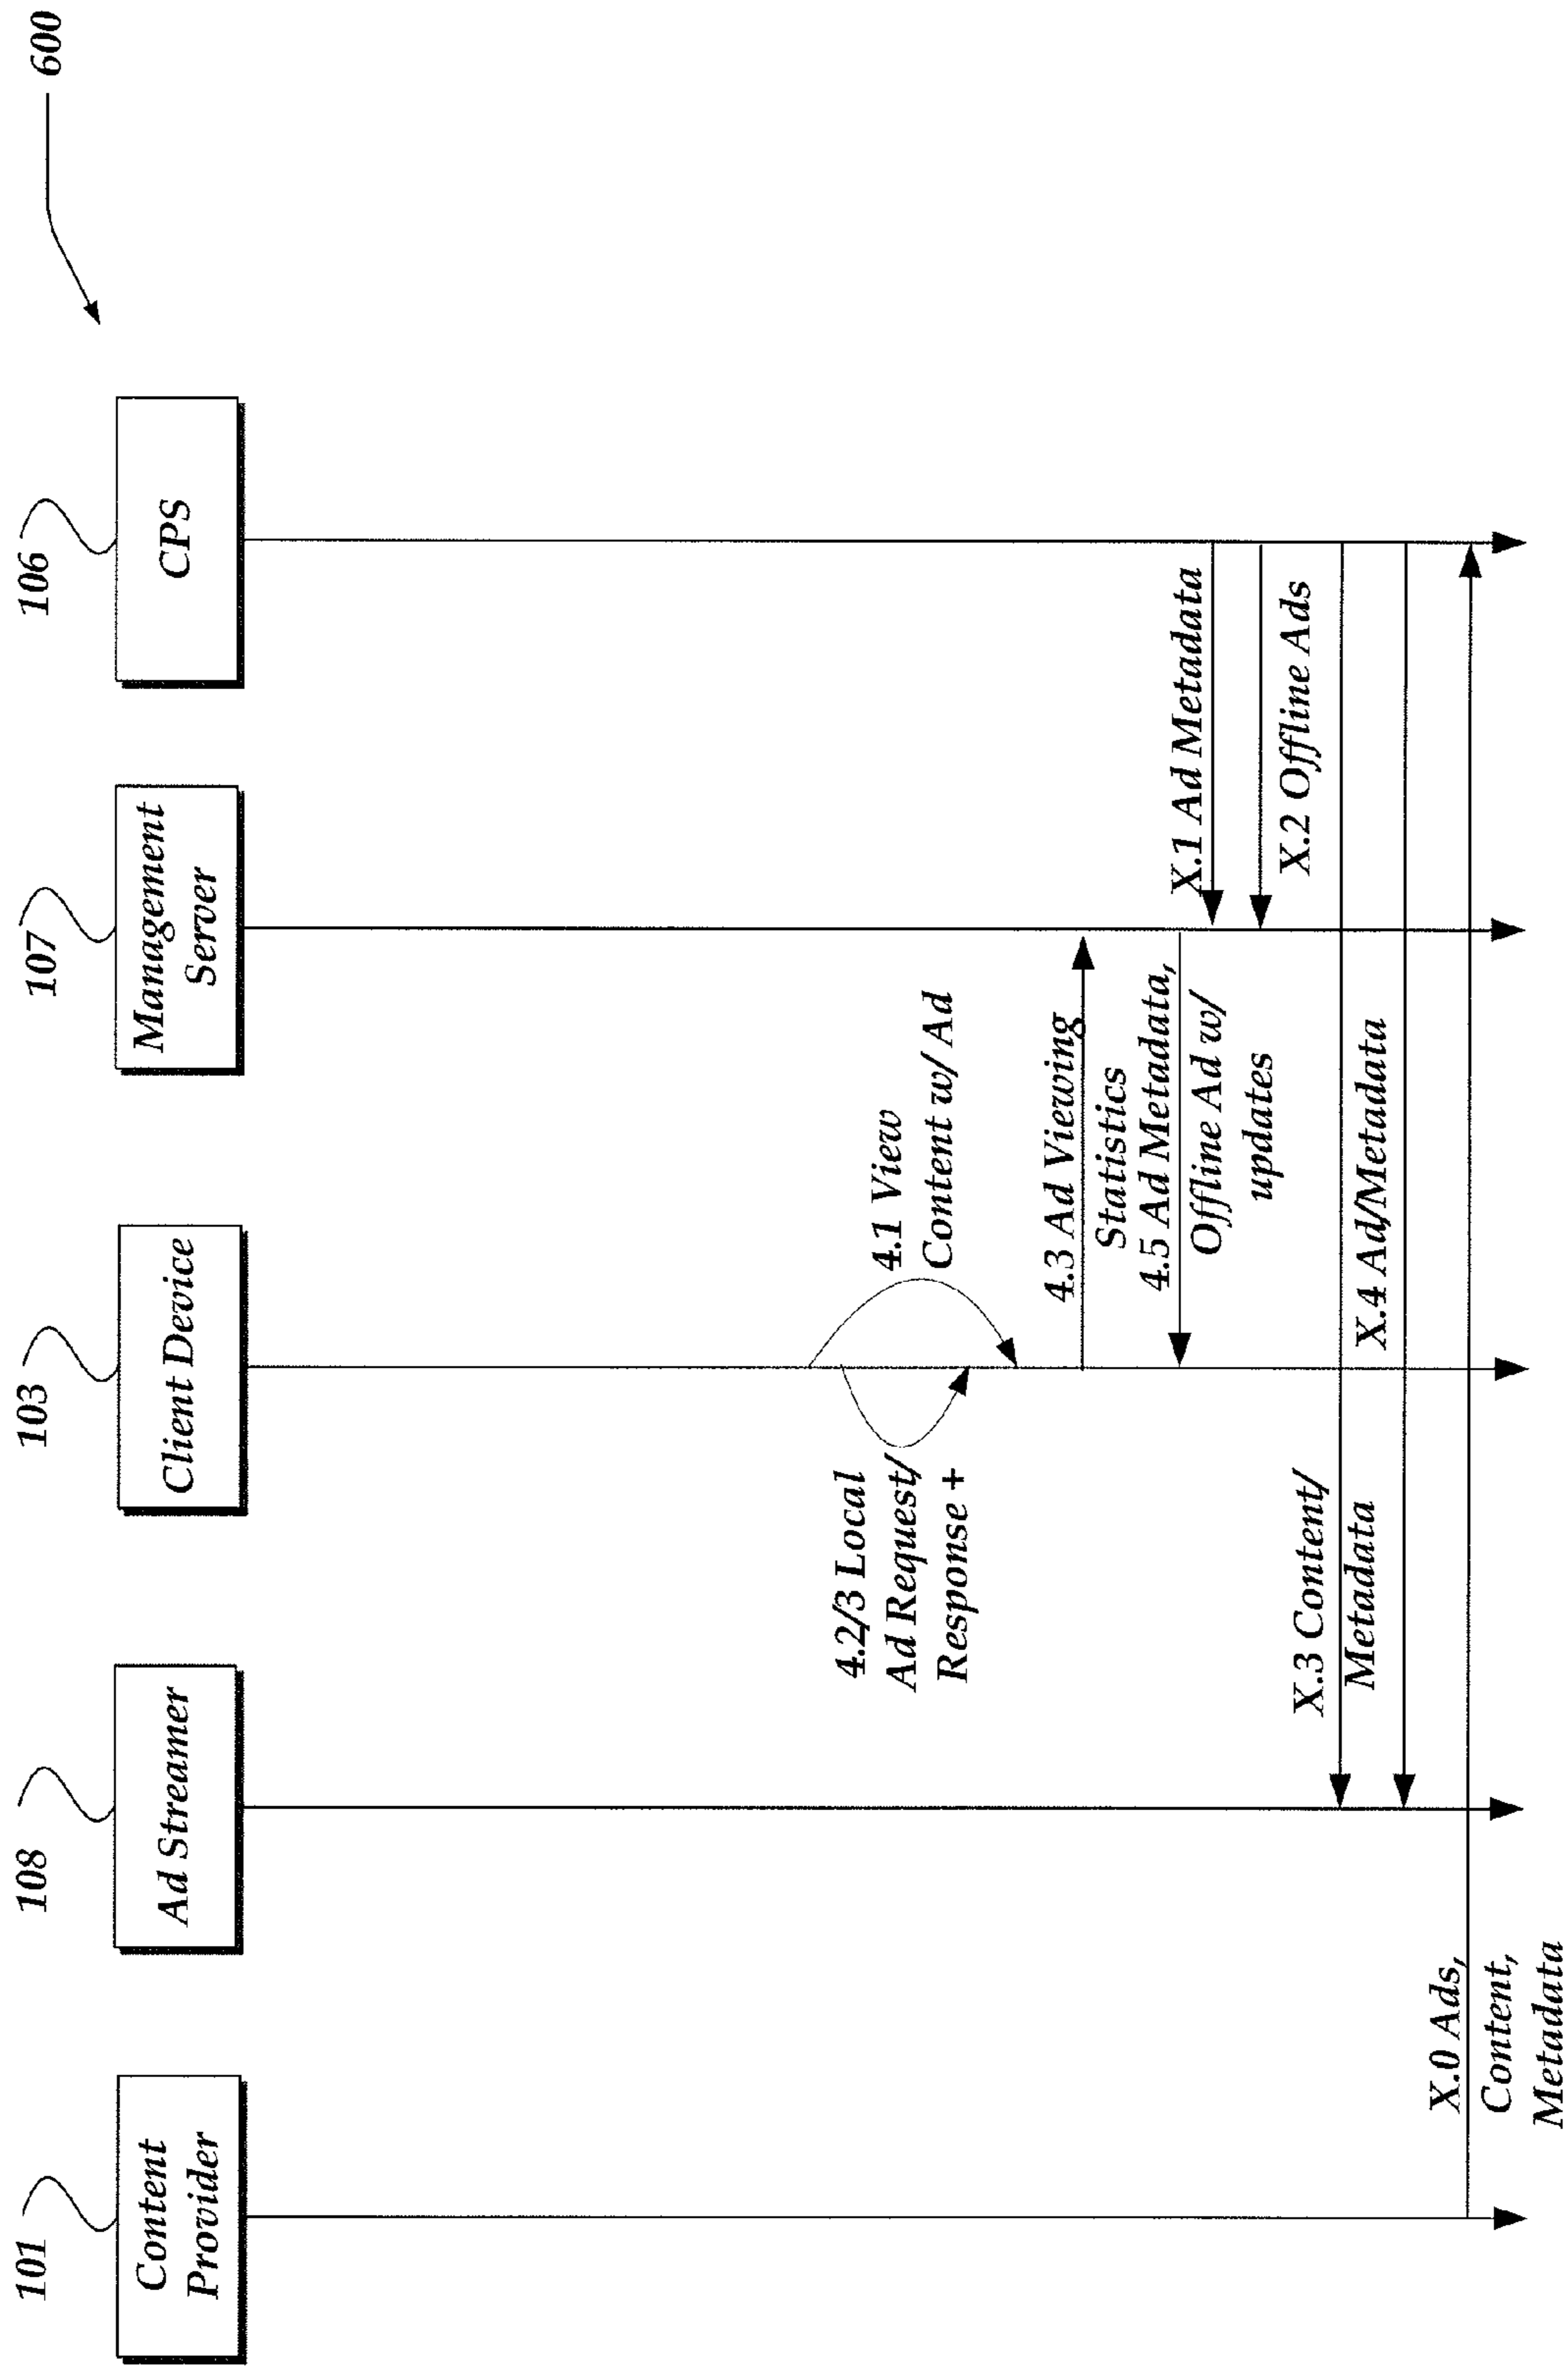 600
101
108
103
107
106
Content
Provider
Ad Streamer
Client Device
Management
Server
CPS
4.1 View
Content w/ Ad
4.2/3 Local
Ad Request/
Response +
4.3 Ad Viewing
Statistics
4.5 Ad Metadata,
Offline Ad w/
updates
X.1 Ad Metadata
X.2 Offline Ads
X.3 Content/
Metadata
X.4 Ad/Metadata
X.0 Ads,
Content,
Metadata